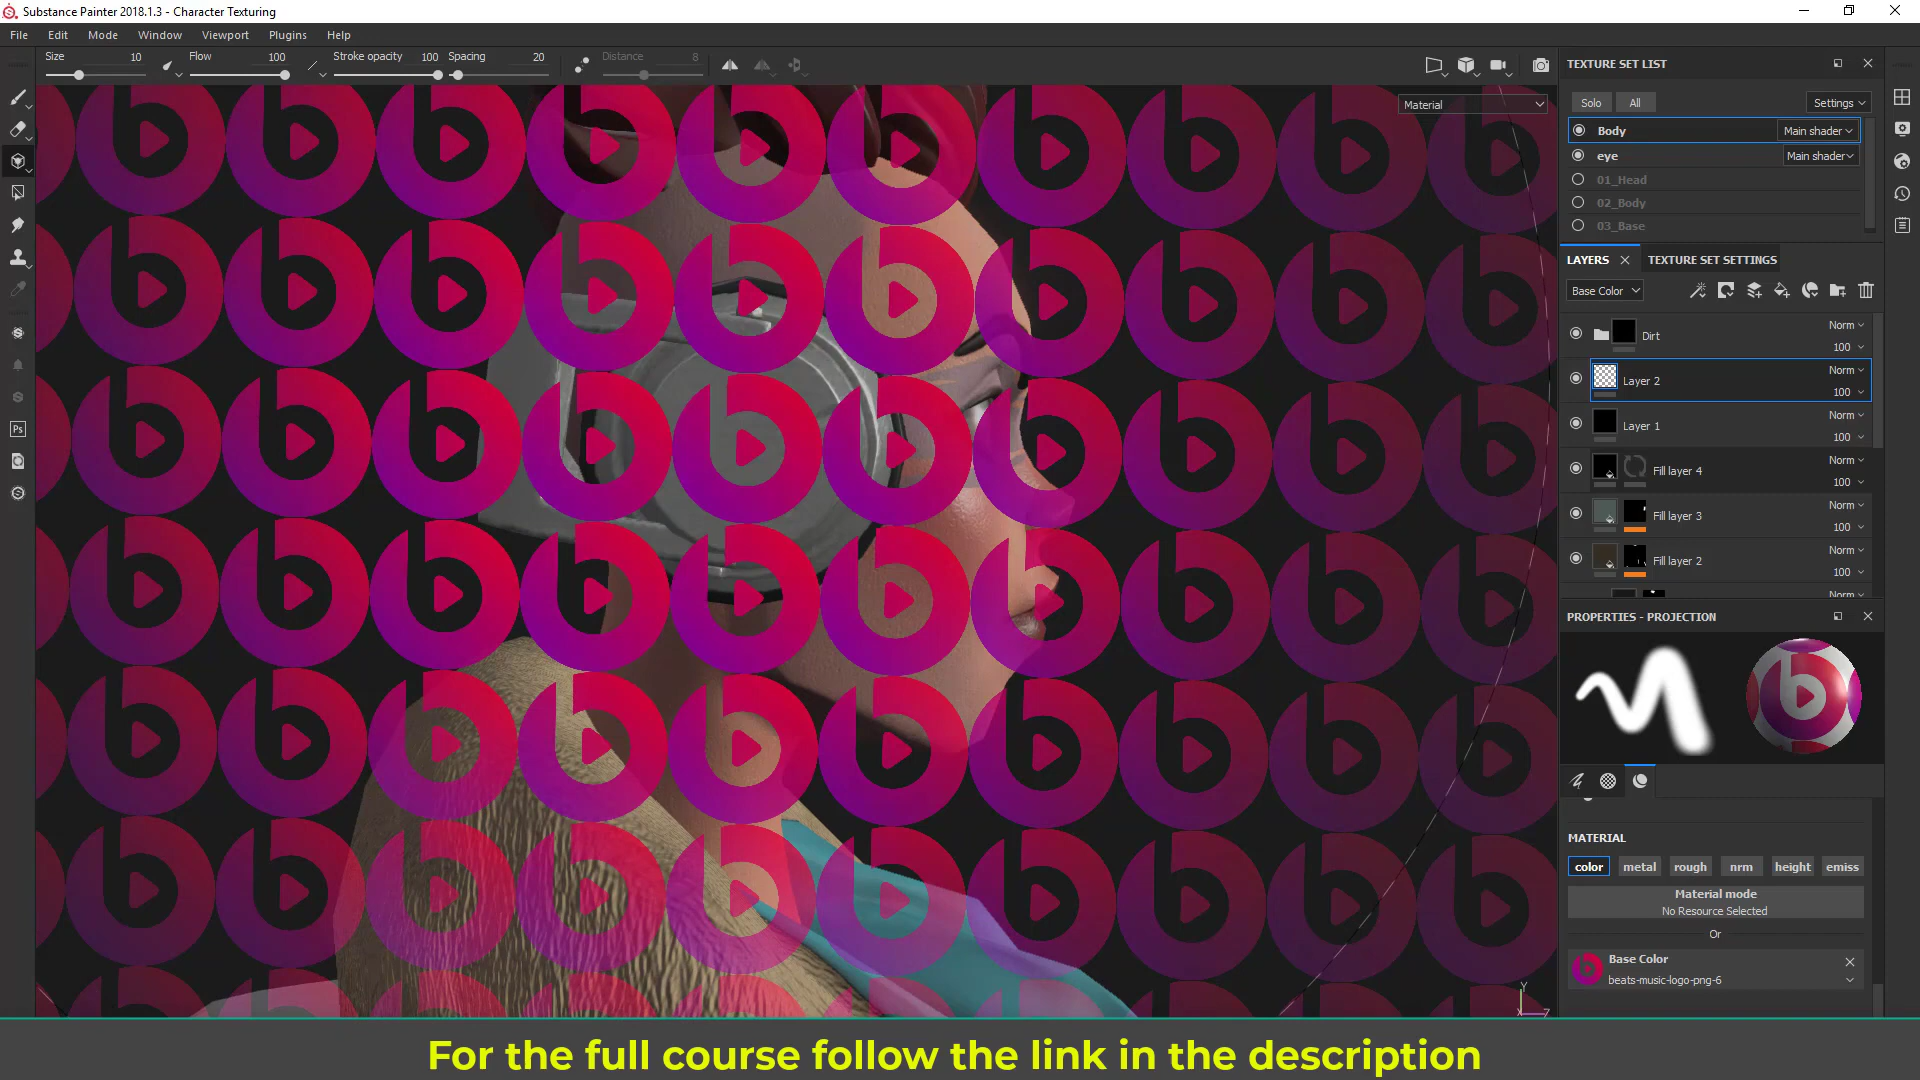 Substance Painter 2018.1.3 - Character Texturing
File Edit Mode Window Viewport Plugins Help
Size 10 Flow 100 Stroke opacity 100 Spacing 20 Distance 8
Material
TEXTURE SET LIST
Solo All Settings
Body Main shader
eye Main shader
01_Head
02_Body
03_Base
LAYERS TEXTURE SET SETTINGS
Base Color
Dirt Norm
100
Layer 2 Norm
100
Layer 1 Norm
100
Fill layer 4 Norm
100
Fill layer 3 Norm
100
Fill layer 2 Norm
100
Norm
PROPERTIES - PROJECTION
MATERIAL
color metal rough nrm height emiss
Material mode
No Resource Selected
Or
Base Color
beats-music-logo-png-6
Ps
Y
X Z
For the full course follow the link in the description